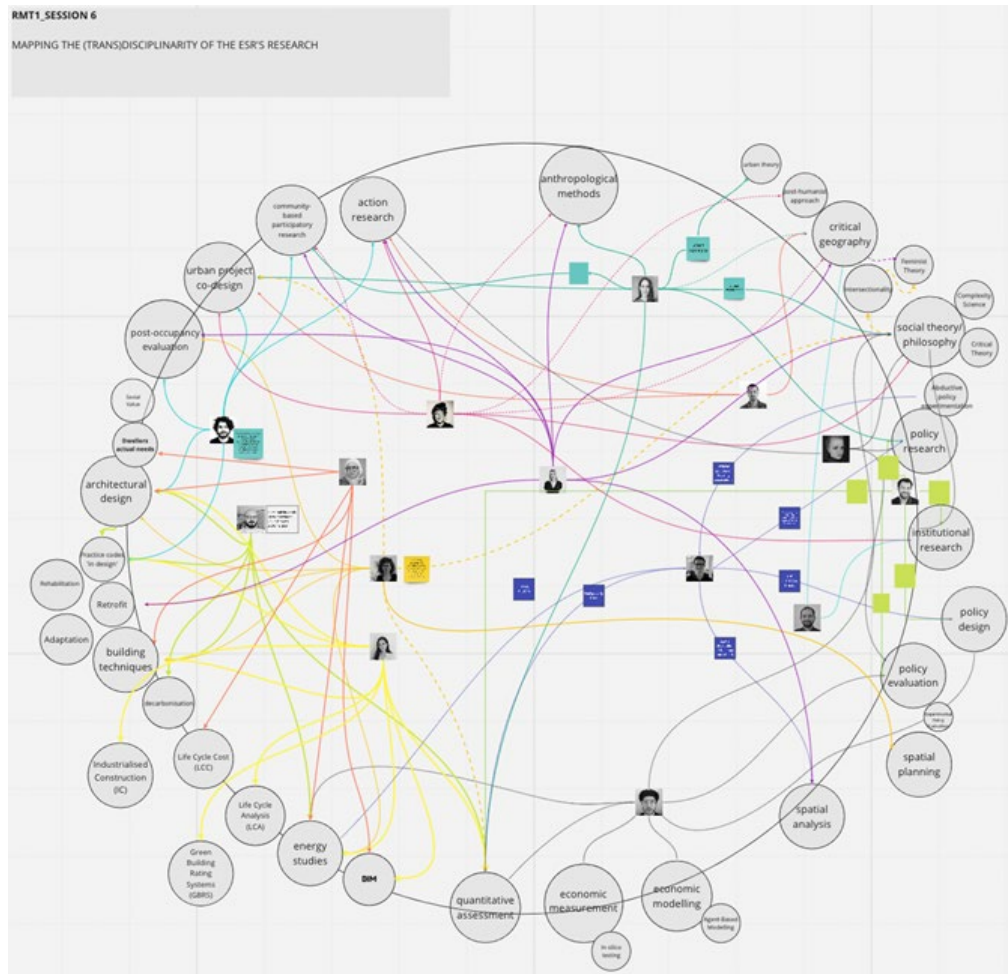 RMT1_SESSION 6
MAPPING THE (TRANS)DISCIPLINARITY OF THE ESR'S RESEARCH
urban theory
anthropological
methods
post-humanist
approach
action
research
community-
based
participatory
research
critical
geography
Feminist
Theory
urban project
co-design
Intersectionality
Complexity
Science
post-occupancy
evaluation
social theory/
philosophy
Critical
Theory
Social
Value
Abductive
policy
experimentation
Dwellers
actual needs
policy
research
architectural
design
institutional
research
Practice codes
'in design'
Rehabilitation
Retrofit
policy
design
Adaptation
building
techniques
policy
evaluation
decarbonisation
spatial
planning
Life Cycle Cost
(LCC)
Industrialised
Construction
(IC)
Life Cycle
Analysis
(LCA)
spatial
analysis
energy
studies
Green
Building
Rating
Systems
(GBRS)
BIM
quantitative
assessment
economic
measurement
economic
modelling
Agent-Based
Modelling
In silico
testing